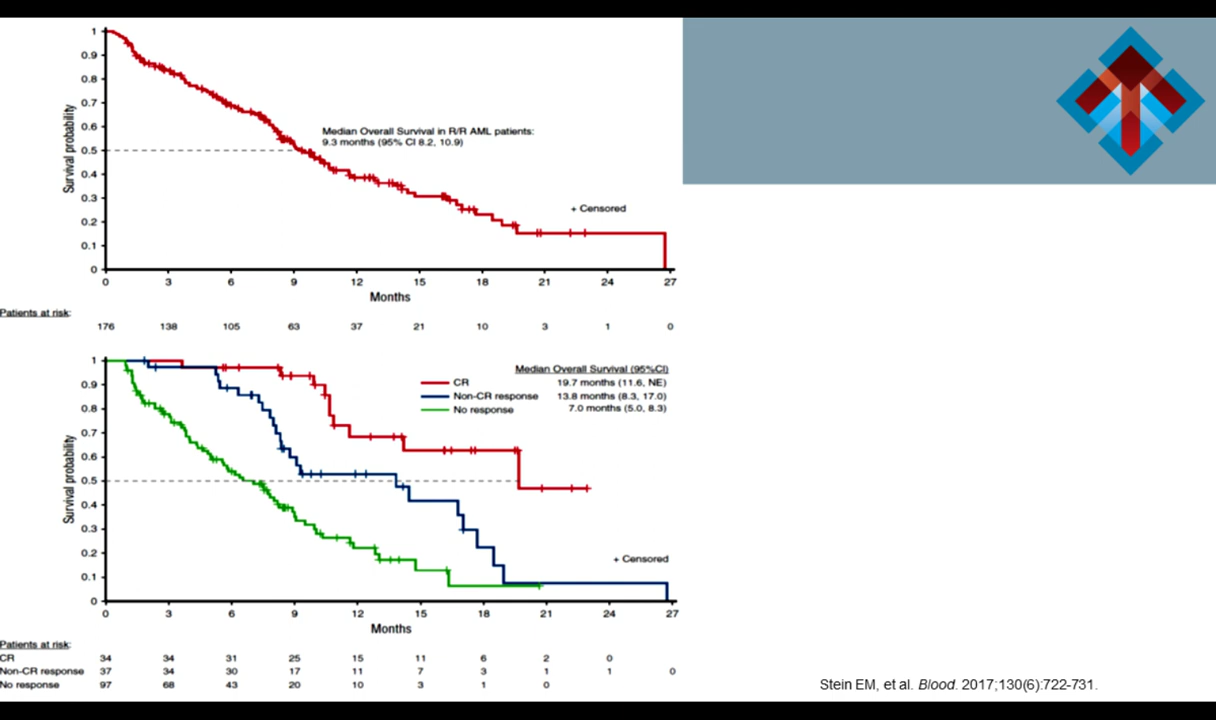 1
0.9
0.8
0.7
0.6
0.5
0.4
0.3
0.2
0.1
0
Survival probability
Median Overall Survival in R/R AML patients:
9.3 months (95% CI 8.2, 10.9)
+ Censored
0 3 6 9 12 15 18 21 24 27
Months
Patients at risk:
176 138 105 63 37 21 10 3 1 0
1
0.9
0.8
0.7
0.6
0.5
0.4
0.3
0.2
0.1
0
Survival probability
Median Overall Survival (95%CI)
CR 19.7 months (11.6, NE)
Non-CR response 13.8 months (8.3, 17.0)
No response 7.0 months (5.0, 8.3)
+ Censored
0 3 6 9 12 15 18 21 24 27
Months
Patients at risk:
CR 34 34 31 25 15 11 6 2 0
Non-CR response 37 34 30 17 11 7 3 1 1 0
No response 97 68 43 20 10 3 1 0
Stein EM, et al. Blood. 2017;130(6):722-731.